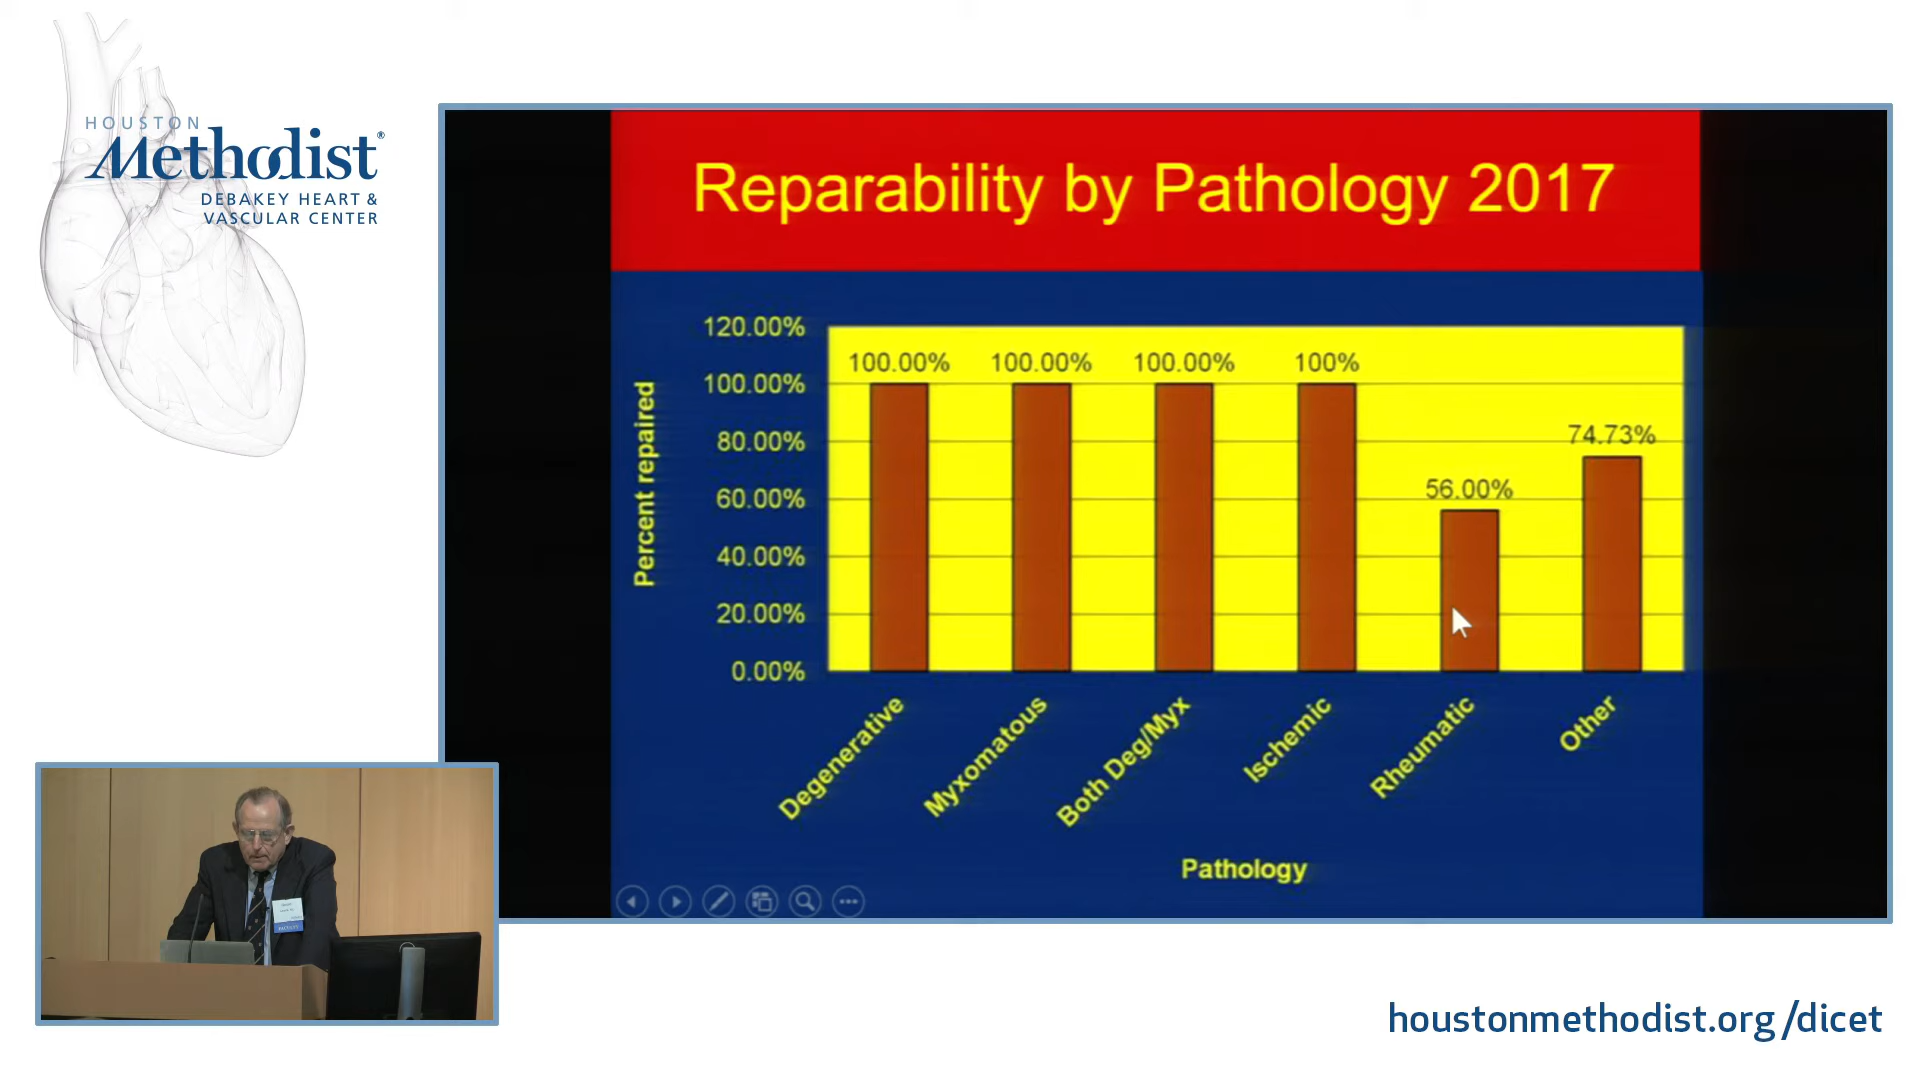 HOUSTON
Methodist®
DEBAKEY HEART &
VASCULAR CENTER
Reparability by Pathology 2017
Percent repaired
120.00%
100.00%
80.00%
60.00%
40.00%
20.00%
0.00%
100.00% 100.00% 100.00% 100% 56.00% 74.73%
Degenerative Myxomatous Both Deg/Myx Ischemic Rheumatic Other
Pathology
houstonmethodist.org/dicet